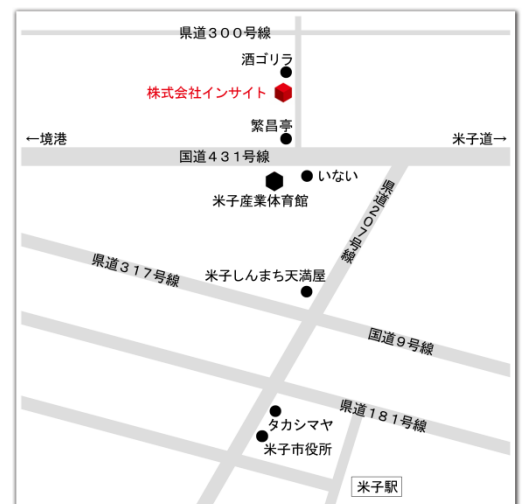 県道300号線
酒ゴリラ
株式会社インサイト
繁昌亭
←境港
米子道→
国道431号線
いない
米子産業体育館
県道207号線
県道317号線
米子しんまち天満屋
国道9号線
県道181号線
タカシマヤ
米子市役所
米子駅